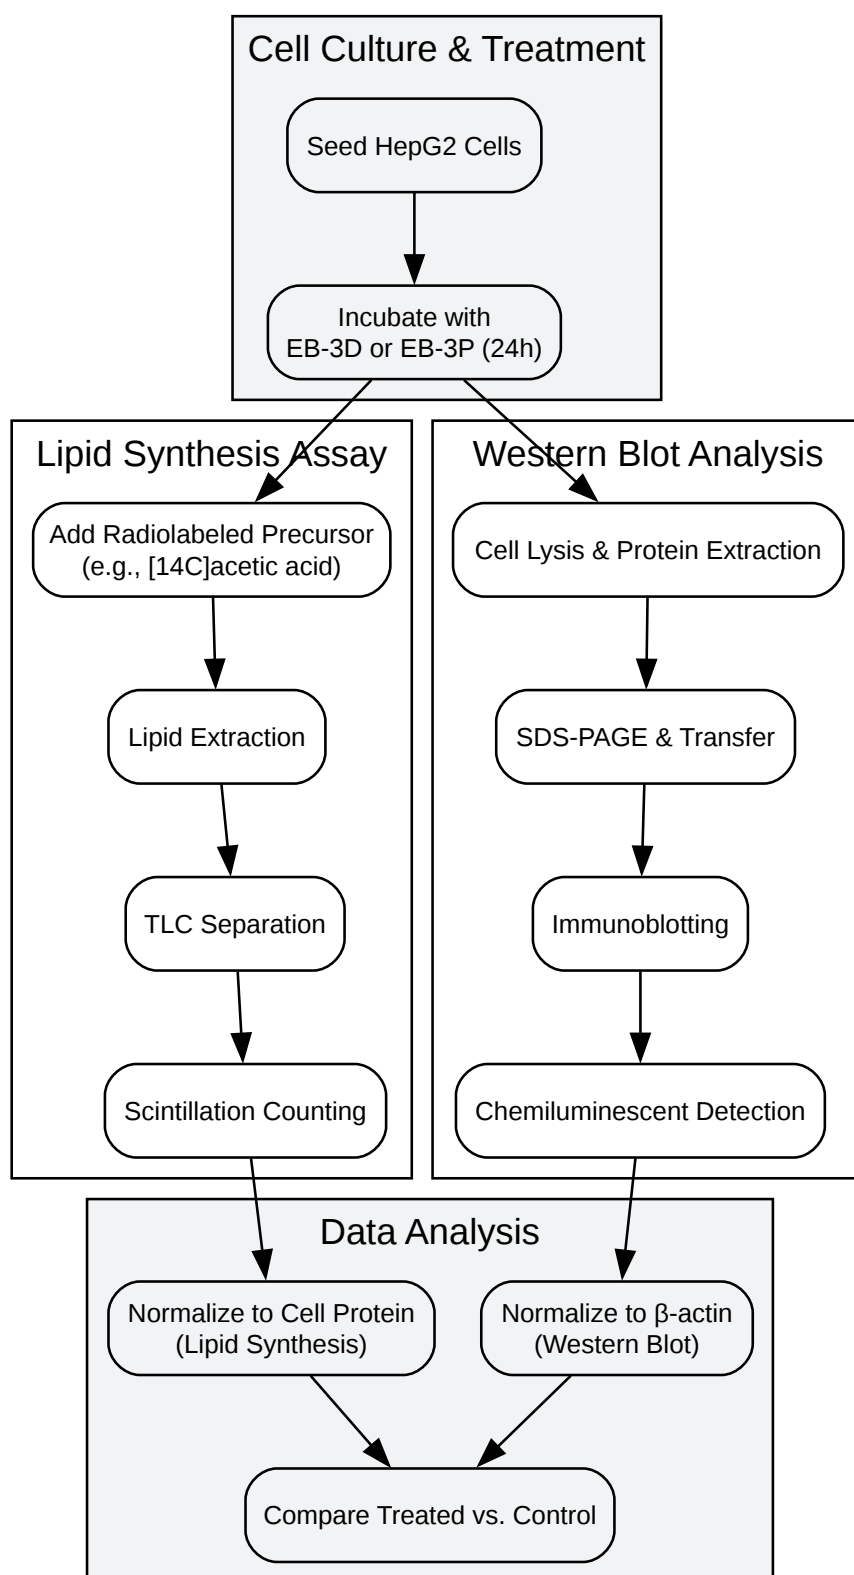 Cell Culture & Treatment
Seed HepG2 Cells
Incubate with
EB-3D or EB-3P (24h)
Lipid Synthesis Assay
Add Radiolabeled Precursor
(e.g., [14C]acetic acid)
Lipid Extraction
TLC Separation
Scintillation Counting
Western Blot Analysis
Cell Lysis & Protein Extraction
SDS-PAGE & Transfer
Immunoblotting
Chemiluminescent Detection
Data Analysis
Normalize to Cell Protein
(Lipid Synthesis)
Normalize to β-actin
(Western Blot)
Compare Treated vs. Control